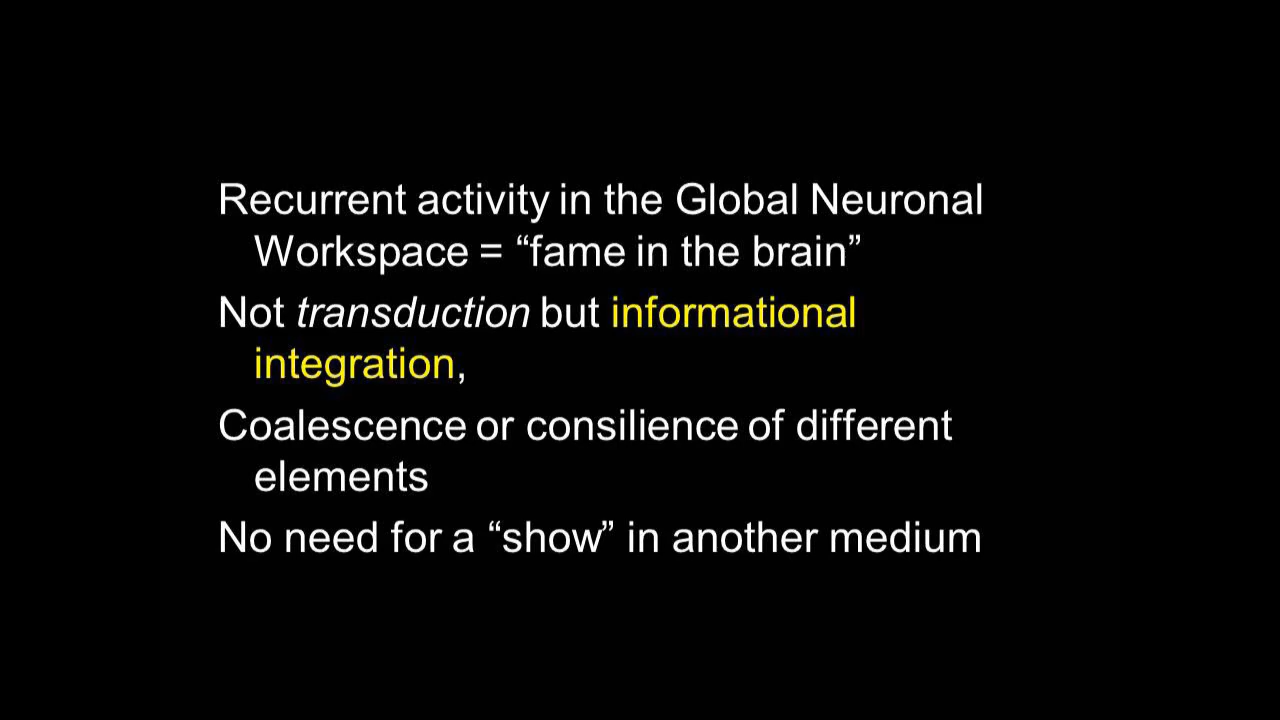 Recurrent activity in the Global Neuronal
Workspace = “fame in the brain”
Not transduction but informational
integration,
Coalescence or consilience of different
elements
No need for a “show” in another medium